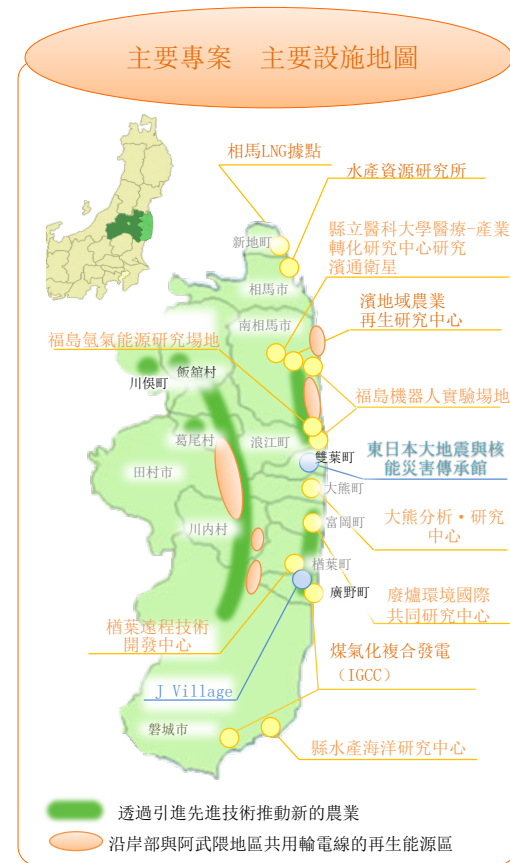 主要專案　主要設施地圖
相馬LNG據點
水產資源研究所
新地町
縣立醫科大學醫療-產業
轉化研究中心研究
濱通衛星
相馬市
濱地域農業
再生研究中心
南相馬市
福島氫氣能源研究場地
飯舘村
川俁町
福島機器人實驗場地
葛尾村
浪江町
雙葉町
東日本大地震與核
能災害傳承館
田村市
大熊町
大熊分析・研究
中心
川内村
富岡町
楢葉町
廣野町
廢爐環境國際
共同研究中心
楢葉遠程技術
開發中心
煤氣化複合發電
（IGCC）
J Village
磐城市
縣水產海洋研究中心
透過引進先進技術推動新的農業
沿岸部與阿武隈地區共用輪電線的再生能源區